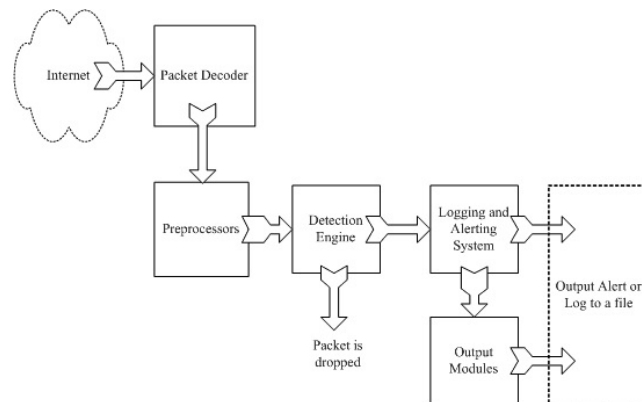 Internet
Packet Decoder
Preprocessors
Detection
Engine
Logging and
Alerting
System
Output Alert or
Log to a file
Packet is
dropped
Output
Modules